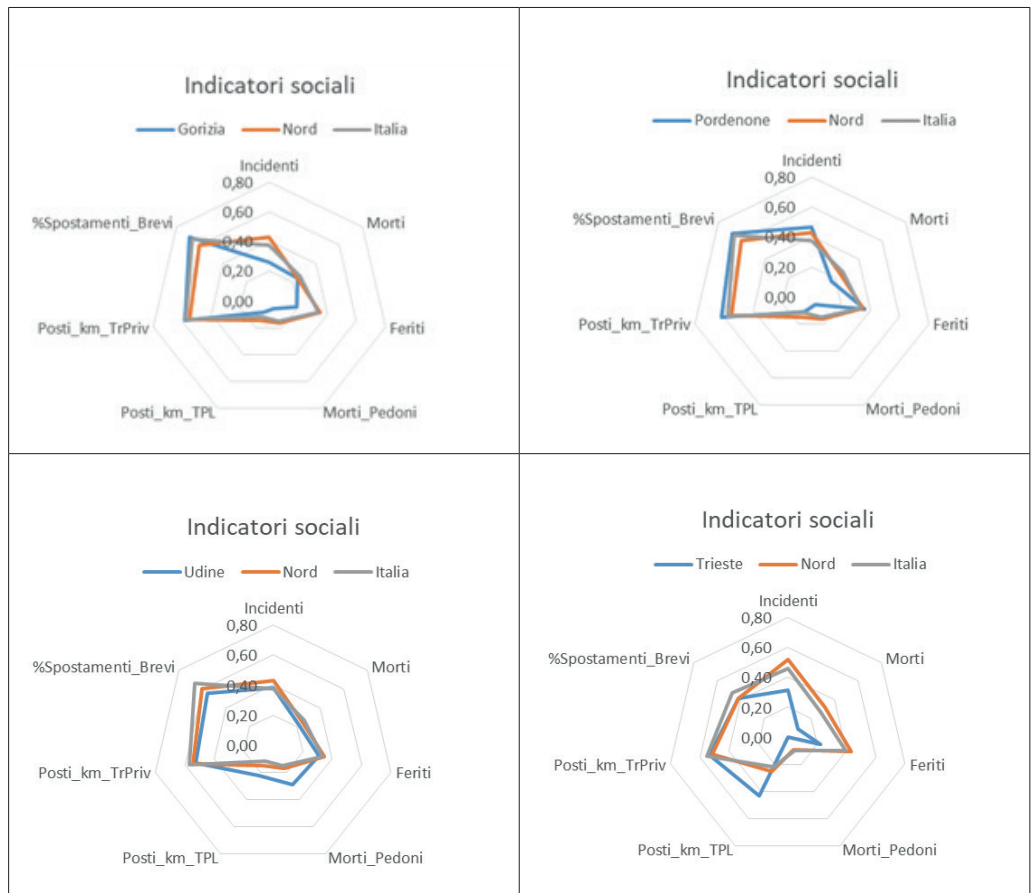 Indicatori sociali
Gorizia Nord Italia
Incidenti
0,80
%Spostamenti_Brevi 0,60 Morti
0,40
0,20
0,00
Posti_km_TrPriv Feriti
Posti_km_TPL Morti_Pedoni
Indicatori sociali
Pordenone Nord Italia
Incidenti
0,80
%Spostamenti_Brevi 0,60 Morti
0,40
0,20
0,00
Posti_km_TrPriv Feriti
Posti_km_TPL Morti_Pedoni
Indicatori sociali
Udine Nord Italia
Incidenti
0,80
%Spostamenti_Brevi 0,60 Morti
0,40
0,20
0,00
Posti_km_TrPriv Feriti
Posti_km_TPL Morti_Pedoni
Indicatori sociali
Trieste Nord Italia
Incidenti
0,80
%Spostamenti_Brevi 0,60 Morti
0,40
0,20
0,00
Posti_km_TrPriv Feriti
Posti_km_TPL Morti_Pedoni